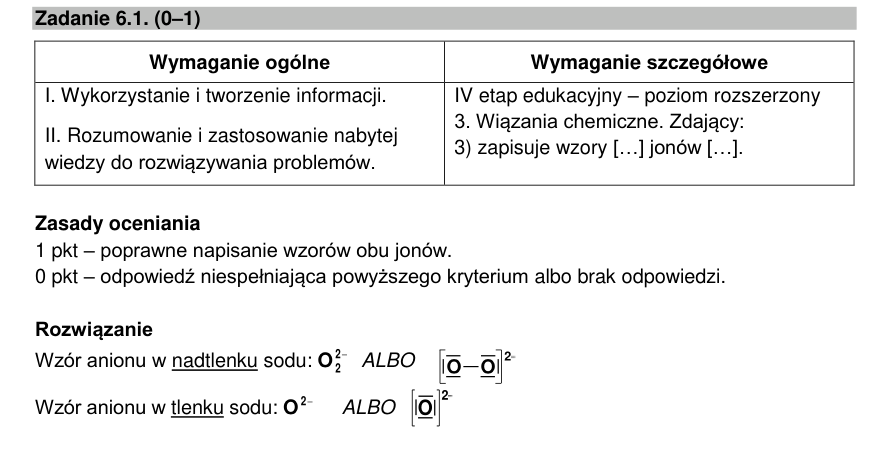 Zadanie 6.1. (0–1)
Wymaganie ogólne
Wymaganie szczegółowe
I. Wykorzystanie i tworzenie informacji.
II. Rozumowanie i zastosowanie nabytej
wiedzy do rozwiązywania problemów.
IV etap edukacyjny – poziom rozszerzony
3. Wiązania chemiczne. Zdający:
3) zapisuje wzory […] jonów […].
Zasady oceniania
1 pkt – poprawne napisanie wzorów obu jonów.
0 pkt – odpowiedź niespełniająca powyższego kryterium albo brak odpowiedzi.
Rozwiązanie
Wzór anionu w nadtlenku sodu: O₂²⁻ ALBO [|O̲̅—O̲̅|]²⁻
Wzór anionu w tlenku sodu: O²⁻ ALBO [|O̲̅|]²⁻